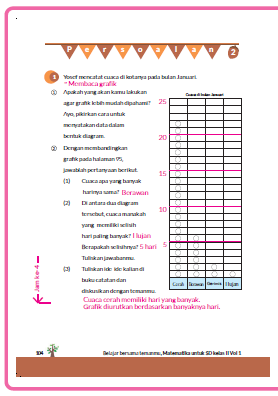 Persoalan 2
1 Yosef mencatat cuaca di kotanya pada bulan Januari.
= Membaca grafik
① Apakah yang akan kamu lakukan
agar grafik lebih mudah dipahami?
Ayo, pikirkan cara untuk
menyatakan data dalam
bentuk diagram.
② Dengan membandingkan
grafik pada halaman 95,
jawablah pertanyaan berikut.
(1) Cuaca apa yang banyak
harinya sama? Berawan
(2) Di antara dua diagram
tersebut, cuaca manakah
yang memiliki selisih
hari paling banyak? Hujan
Berapakah selisihnya? 5 hari
Tuliskan jawabanmu.
(3) Tuliskan ide ide kalian di
buku catatan dan
diskusikan dengan temanmu.
Cuaca cerah memiliki hari yang banyak.
Grafik diurutkan berdasarkan banyaknya hari.
Cuaca di bulan Januari
25
20
15
10
5
Cerah Berawan Hujan
Jam ke-4
104 Belajar bersama temanmu, Matematika untuk SD kelas II Vol 1